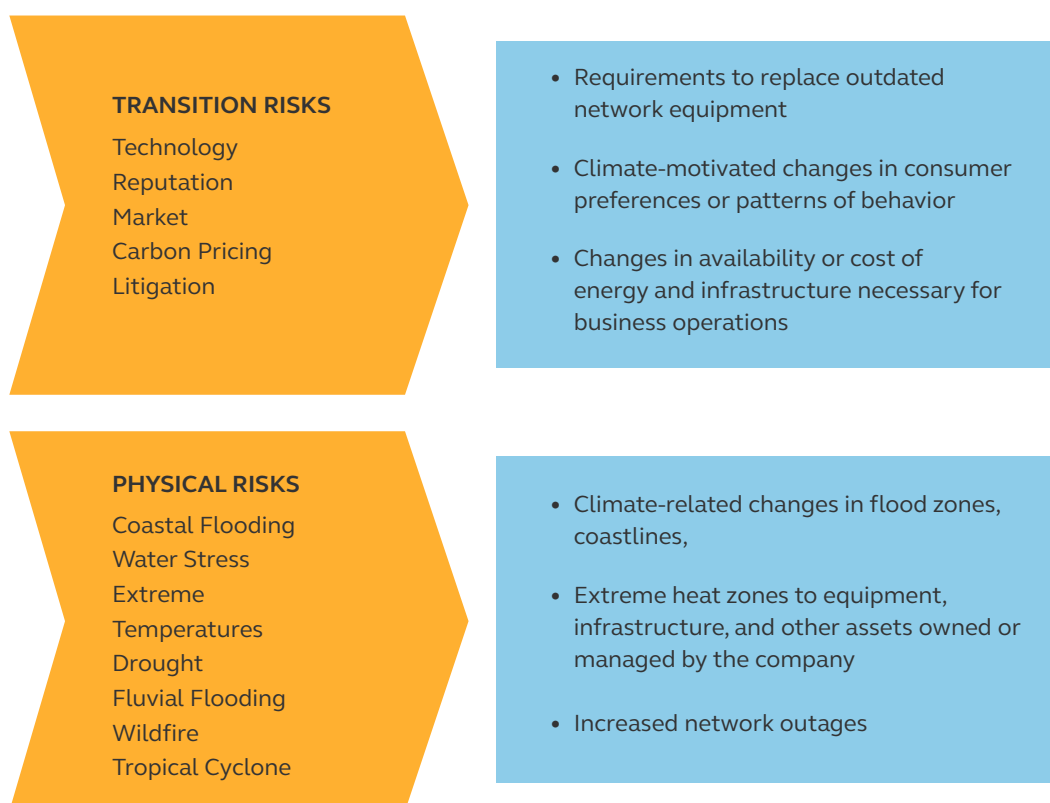 TRANSITION RISKS
Technology
Reputation
Market
Carbon Pricing
Litigation
• Requirements to replace outdated
network equipment
• Climate-motivated changes in consumer
preferences or patterns of behavior
• Changes in availability or cost of
energy and infrastructure necessary for
business operations
PHYSICAL RISKS
Coastal Flooding
Water Stress
Extreme
Temperatures
Drought
Fluvial Flooding
Wildfire
Tropical Cyclone
• Climate-related changes in flood zones,
coastlines,
• Extreme heat zones to equipment,
infrastructure, and other assets owned or
managed by the company
• Increased network outages